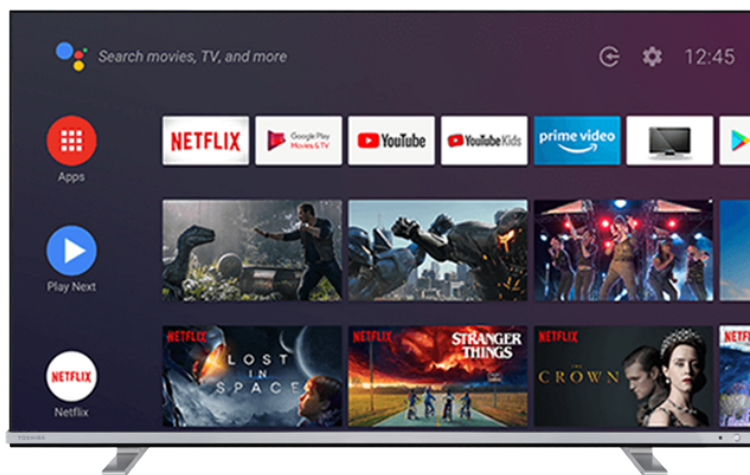 Search movies, TV, and more
12:45
NETFLIX
Google Play
Movies & TV
YouTube
YouTube Kids
prime video
Apps
Play Next
NETFLIX
LOST
IN
SPACE
NETFLIX
STRANGER
THINGS
NETFLIX
THE
CROWN
NETFLIX
Netflix
TOSHIBA